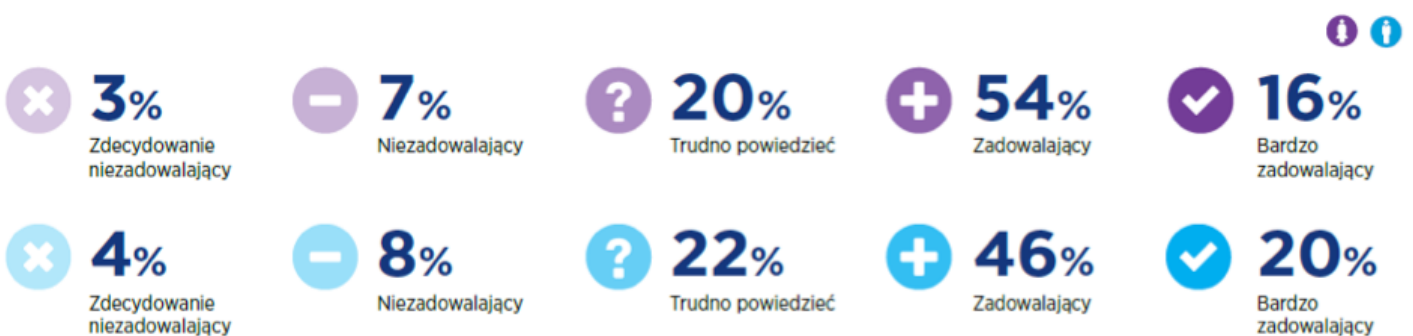 3%
Zdecydowanie
niezadowalający
7%
Niezadowalający
20%
Trudno powiedzieć
54%
Zadowalający
16%
Bardzo
zadowalający
4%
Zdecydowanie
niezadowalający
8%
Niezadowalający
22%
Trudno powiedzieć
46%
Zadowalający
20%
Bardzo
zadowalający